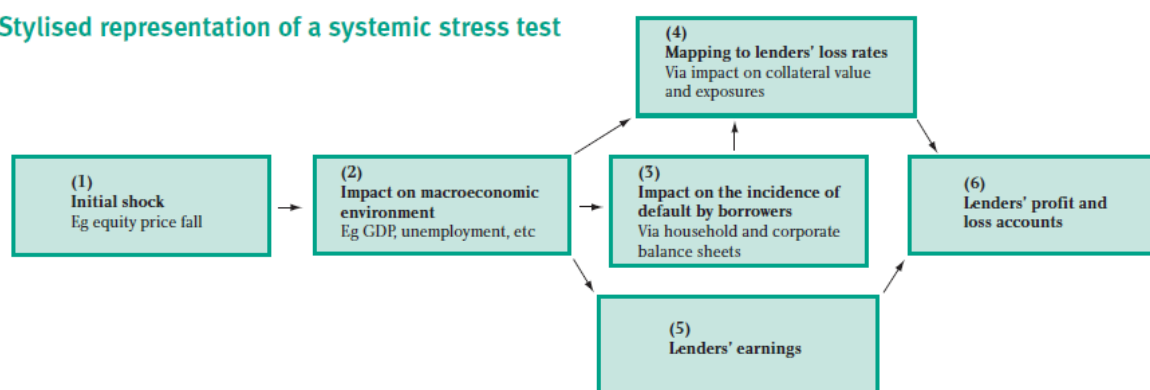 Stylised representation of a systemic stress test
(1)
Initial shock
Eg equity price fall
(2)
Impact on macroeconomic
environment
Eg GDP, unemployment, etc
(3)
Impact on the incidence of
default by borrowers
Via household and corporate
balance sheets
(4)
Mapping to lenders' loss rates
Via impact on collateral value
and exposures
(5)
Lenders' earnings
(6)
Lenders' profit and
loss accounts